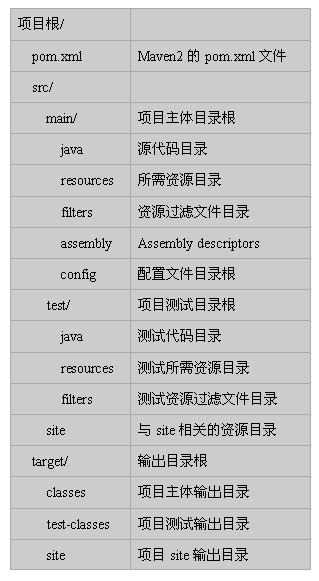 项目根/
pom.xml Maven2 的 pom.xml 文件
src/
main/ 项目主体目录根
java 源代码目录
resources 所需资源目录
filters 资源过滤文件目录
assembly Assembly descriptors
config 配置文件目录根
test/ 项目测试目录根
java 测试代码目录
resources 测试所需资源目录
filters 测试资源过滤文件目录
site 与 site 相关的资源目录
target/ 输出目录根
classes 项目主体输出目录
test-classes 项目测试输出目录
site 项目 site 输出目录